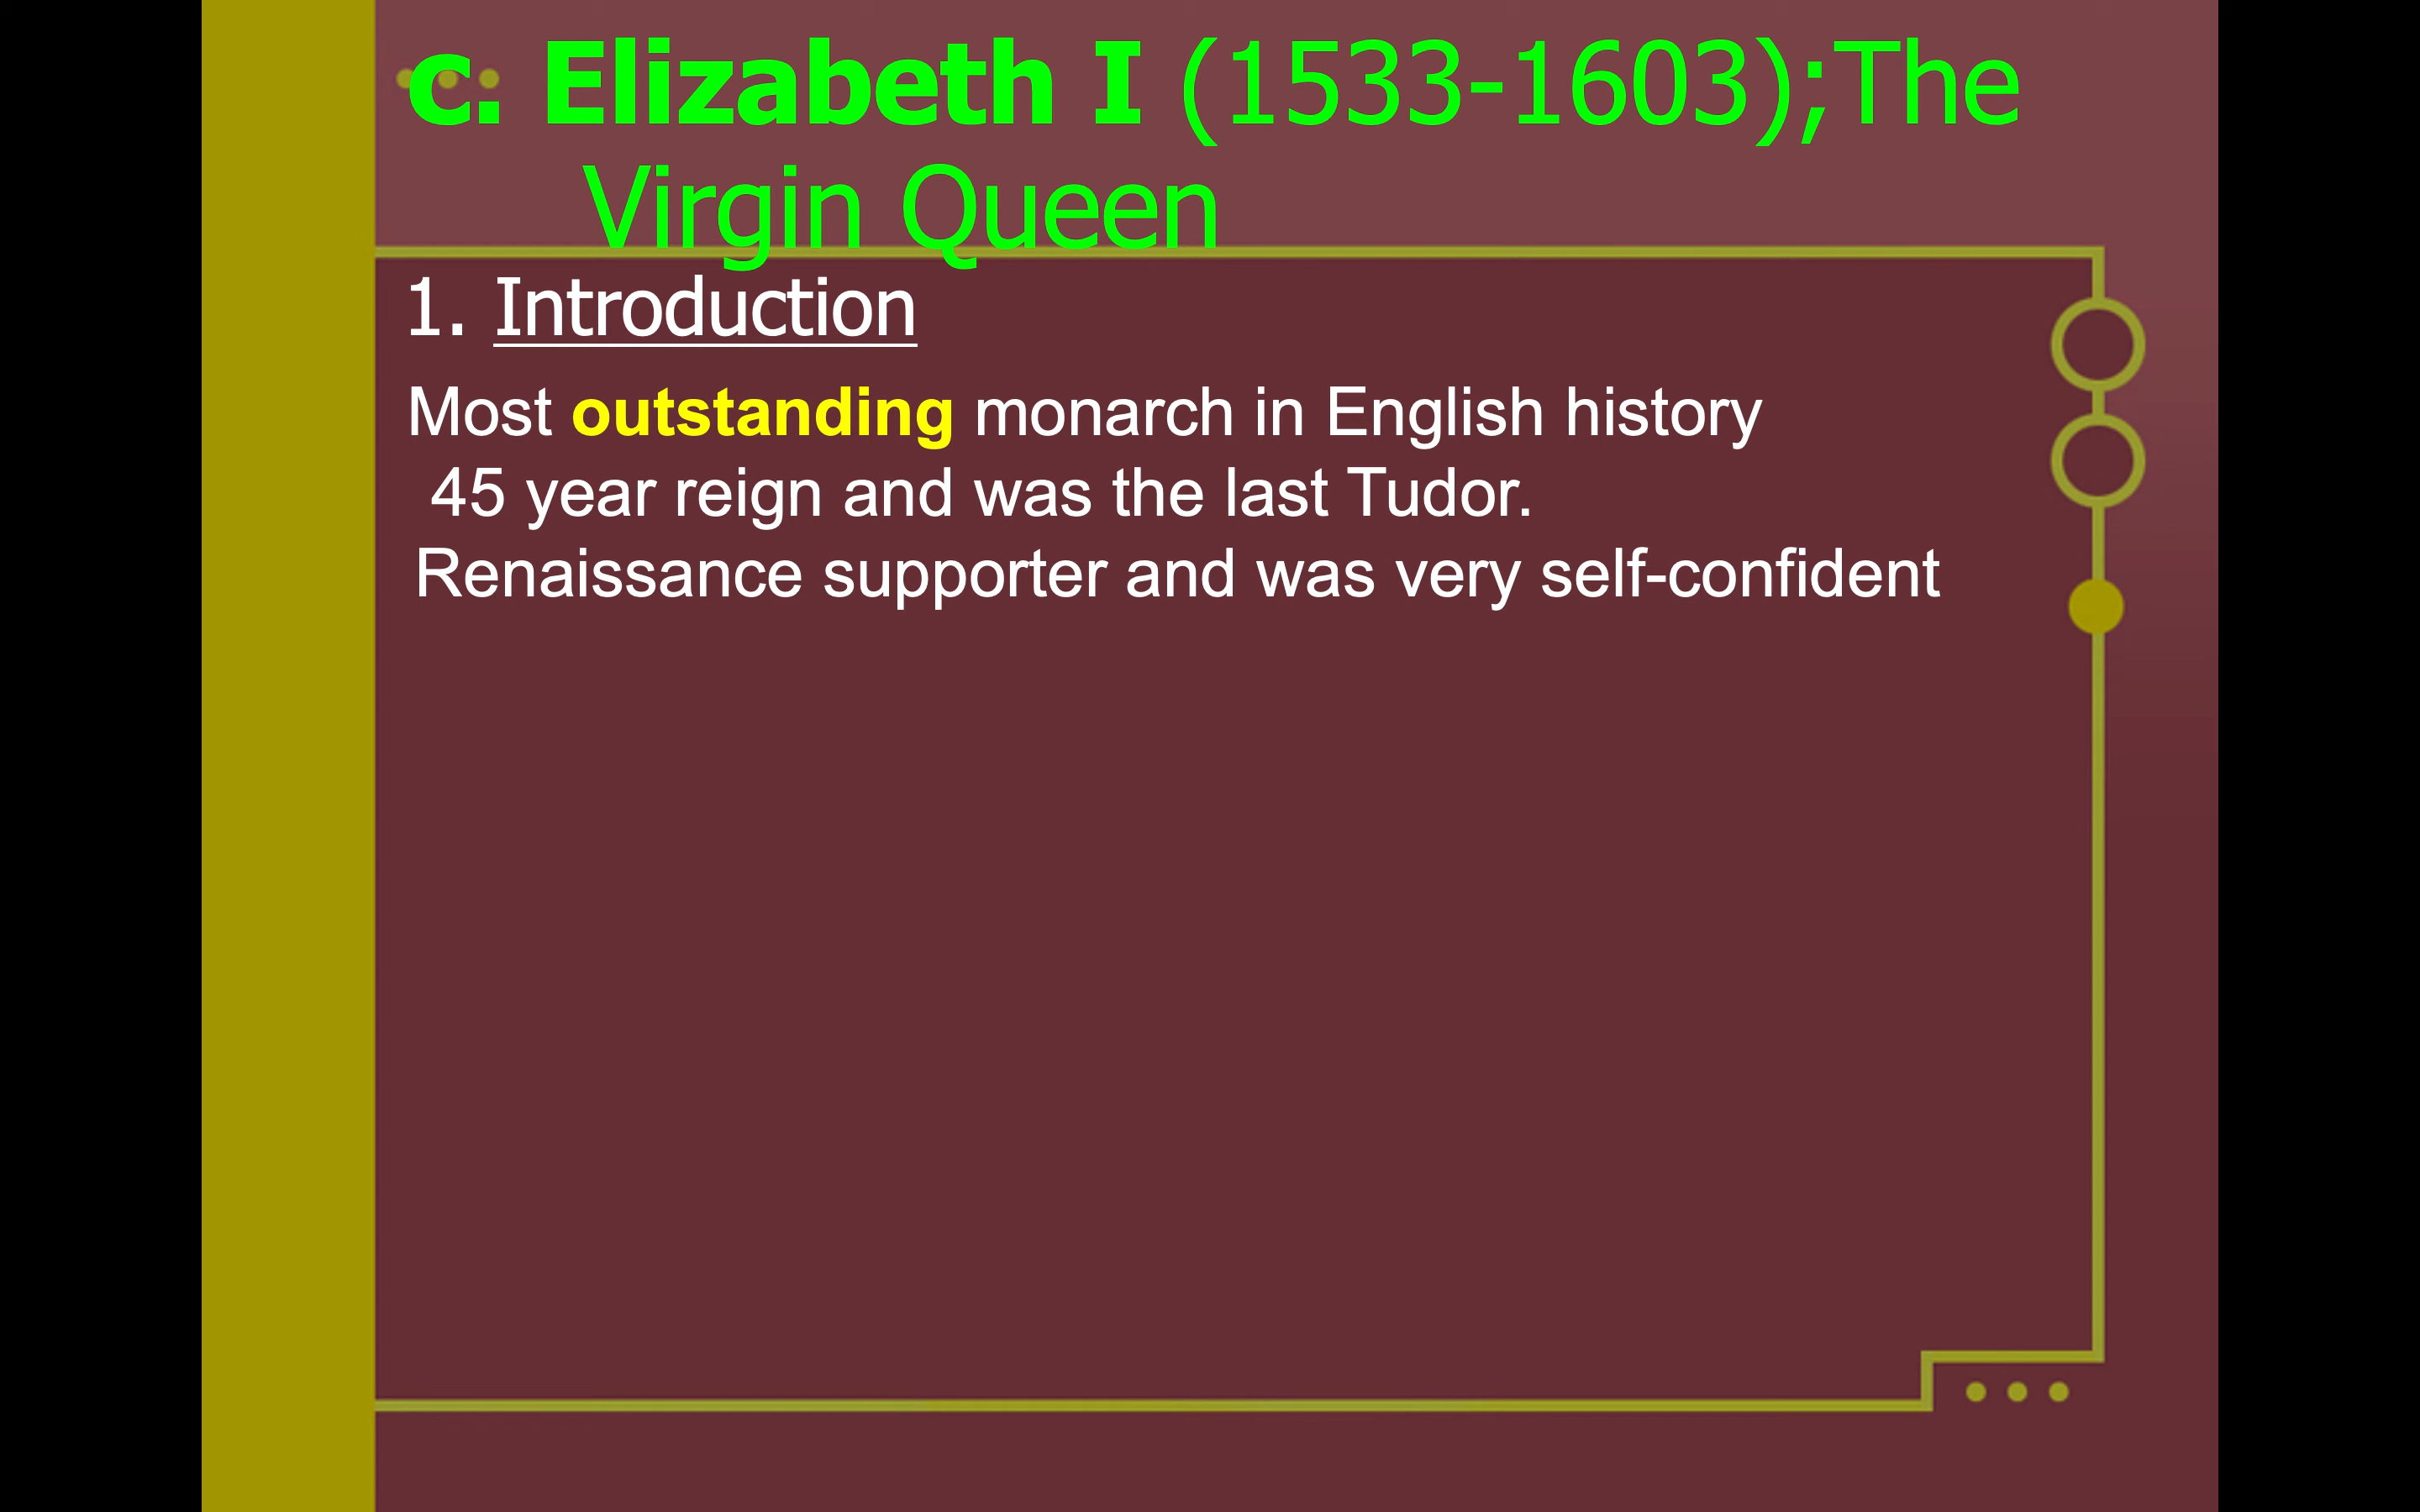 c. Elizabeth I (1533-1603);The
Virgin Queen
1. Introduction
Most outstanding monarch in English history
45 year reign and was the last Tudor.
Renaissance supporter and was very self-confident